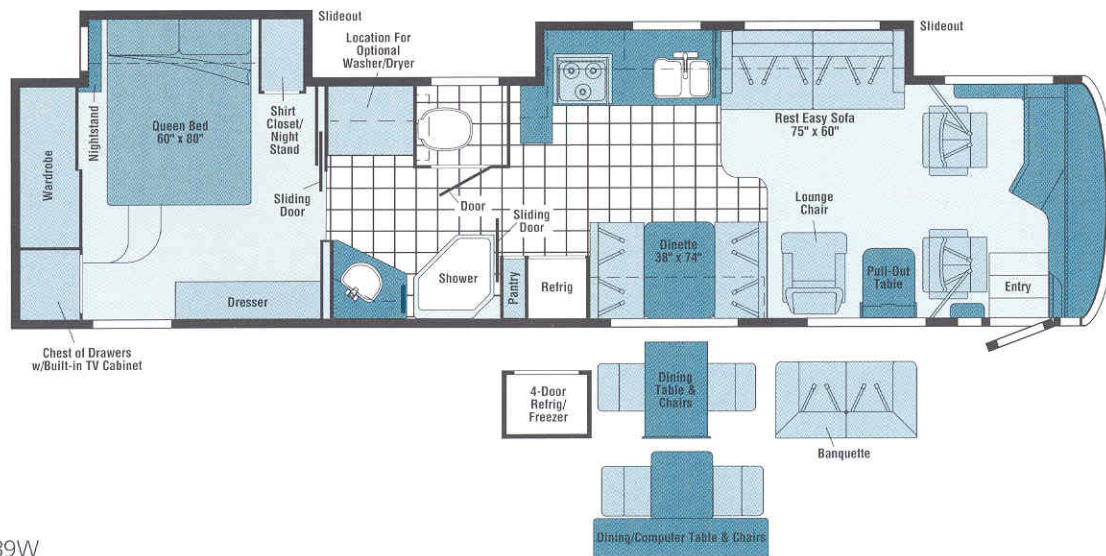 Slideout
Location For
Optional
Washer/Dryer
Slideout
Nightstand
Queen Bed
60" x 80"
Shirt
Closet/
Night
Stand
Rest Easy Sofa
75" x 60"
Wardrobe
Sliding
Door
Door
Sliding
Door
Lounge
Chair
Dinette
38" x 74"
Pull-Out
Table
Shower
Pantry
Refrig
Entry
Dresser
Chest of Drawers
w/Built-in TV Cabinet
4-Door
Refrig/
Freezer
Dining
Table &
Chairs
Banquette
Dining/Computer Table & Chairs
39W